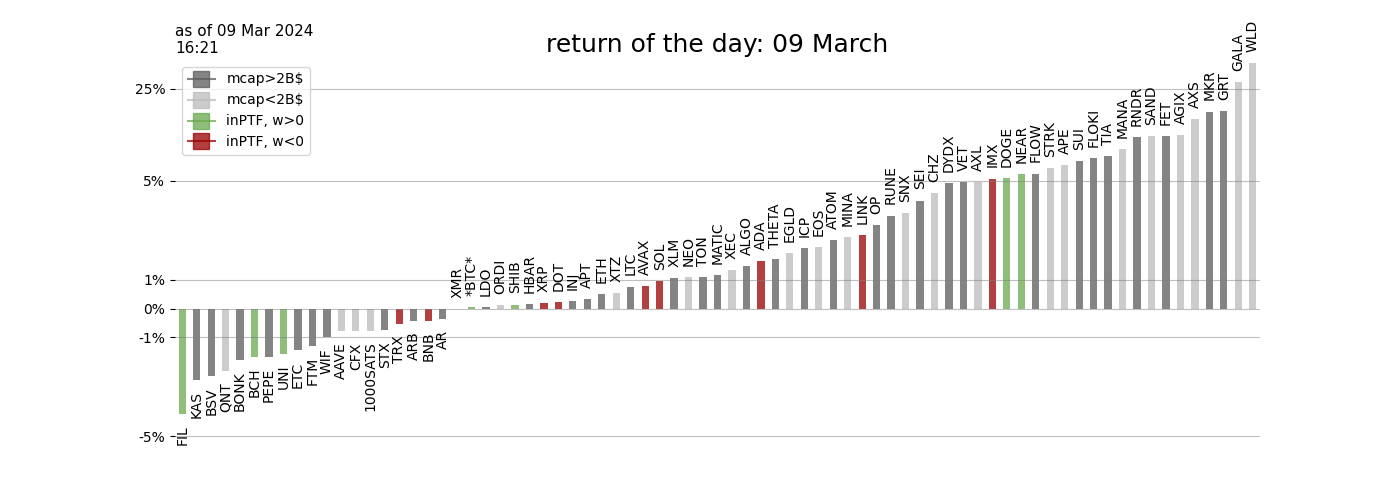 as of 09 Mar 2024
16:21
return of the day: 09 March
mcap>2B$
mcap<2B$
inPTF, w>0
inPTF, w<0
25%
5%
1%
0%
-1%
-5%
FIL
KAS
BSV
QNT
BONK
BCH
PEPE
UNI
ETC
FTM
WIF
AAVE
CFX
1000SATS
STX
TRX
ARB
BNB
AR
XMR
*BTC*
LDO
ORDI
SHIB
HBAR
XRP
DOT
INJ
APT
ETH
XTZ
LTC
AVAX
SOL
XLM
NEO
TON
MATIC
XEC
ALGO
ADA
THETA
EGLD
ICP
EOS
ATOM
MINA
LINK
OP
RUNE
SNX
SEI
CHZ
DYDX
VET
AXL
IMX
DOGE
NEAR
FLOW
STRK
APE
SUI
FLOKI
TIA
MANA
RNDR
SAND
FET
AGIX
AXS
MKR
GRT
GALA
WLD